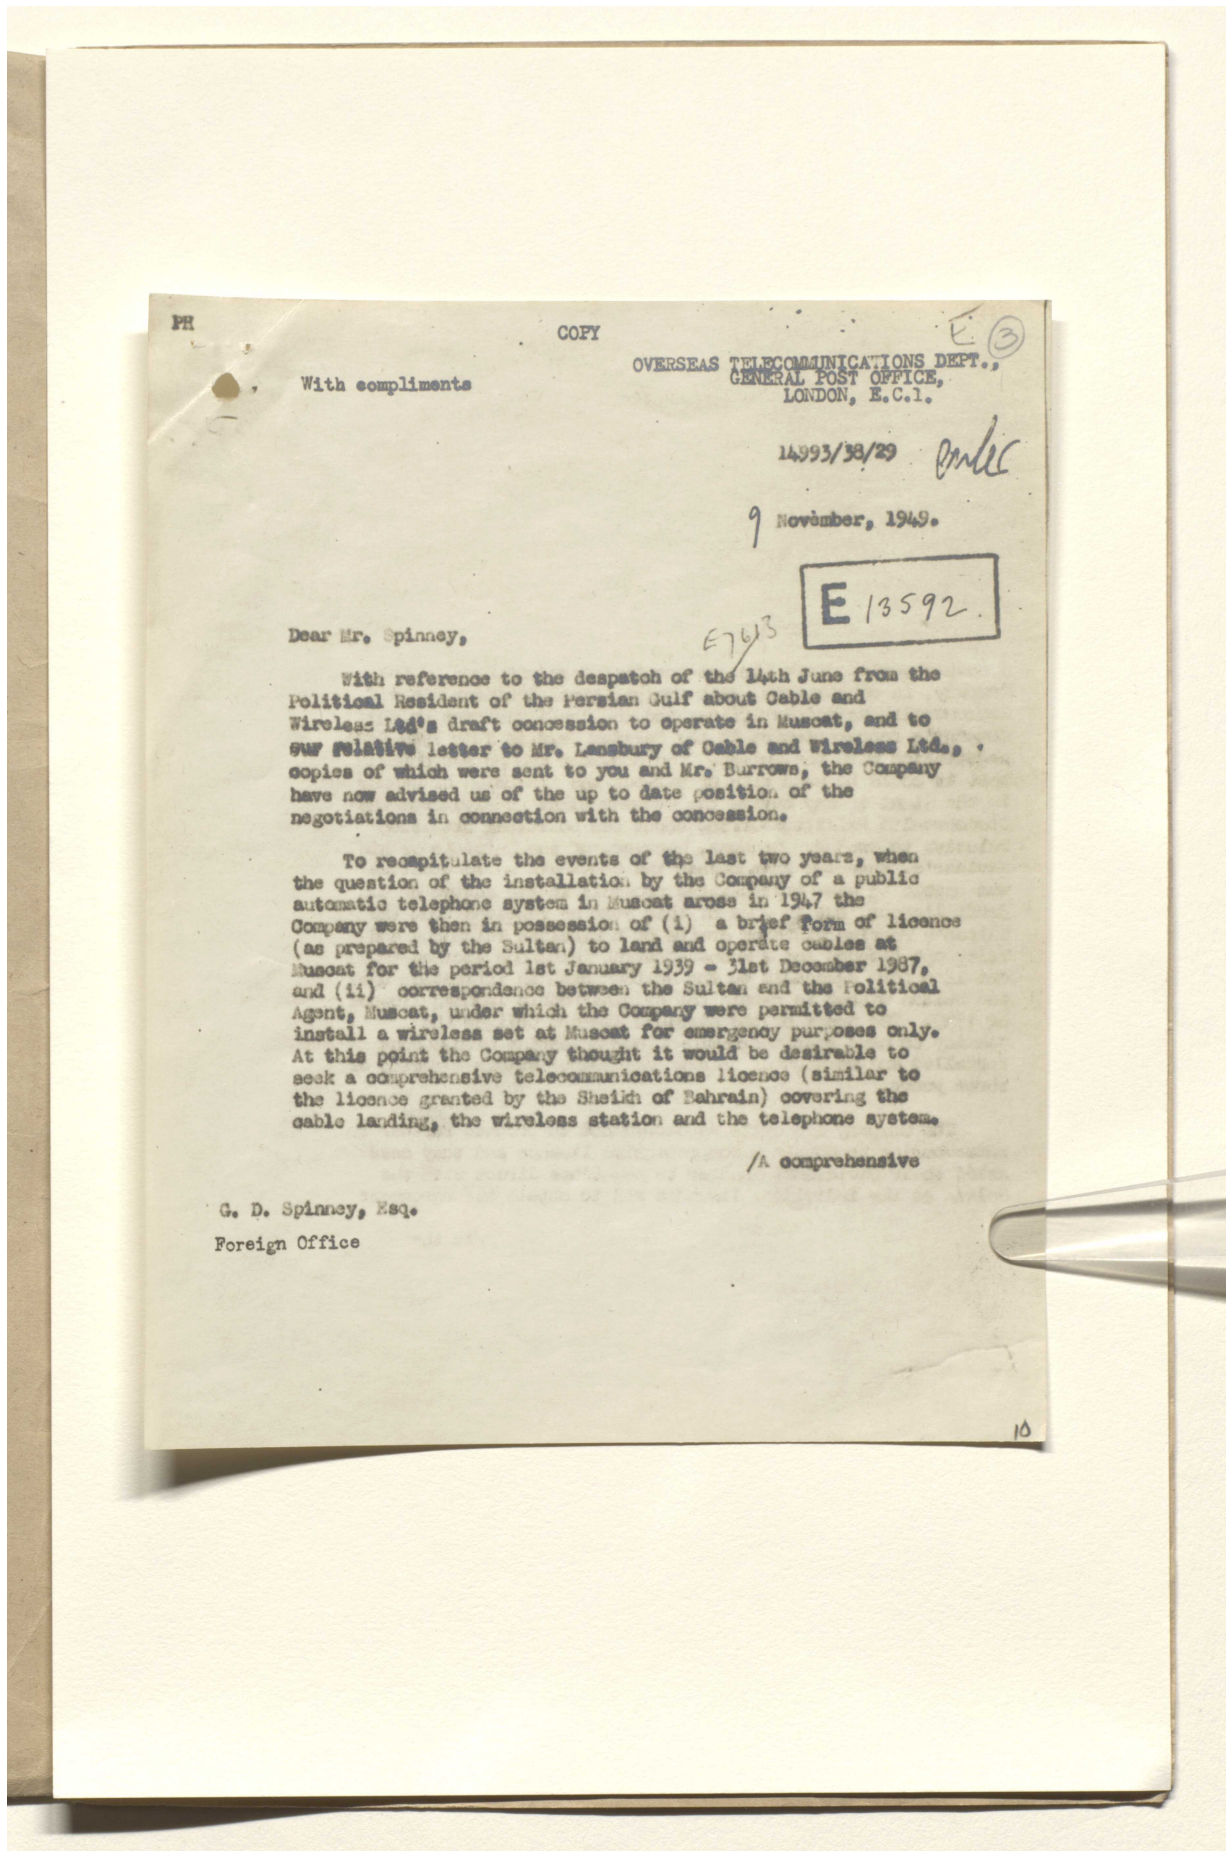 PH
COPY
E. 3
With compliments
OVERSEAS TELECOMMUNICATIONS DEPT.,
GENERAL POST OFFICE,
LONDON, E.C.1.
14993/38/29
9 November, 1949.
E 13592.
E7613
Dear Mr. Spinney,
With reference to the despatch of the 14th June from the
Political Resident of the Persian Gulf about Cable and
Wireless Ltd's draft concession to operate in Muscat, and to
our relative letter to Mr. Lansbury of Cable and Wireless Ltd.,
copies of which were sent to you and Mr. Burrows, the Company
have now advised us of the up to date position of the
negotiations in connection with the concession.
To recapitulate the events of the last two years, when
the question of the installation by the Company of a public
automatic telephone system in Muscat arose in 1947 the
Company were then in possession of (i) a brief form of licence
(as prepared by the Sultan) to land and operate cables at
Muscat for the period 1st January 1939 - 31st December 1987,
and (ii) correspondence between the Sultan and the Political
Agent, Muscat, under which the Company were permitted to
install a wireless set at Muscat for emergency purposes only.
At this point the Company thought it would be desirable to
seek a comprehensive telecommunications licence (similar to
the licence granted by the Sheikh of Bahrain) covering the
cable landing, the wireless station and the telephone system.
/A comprehensive
G. D. Spinney, Esq.
Foreign Office
10